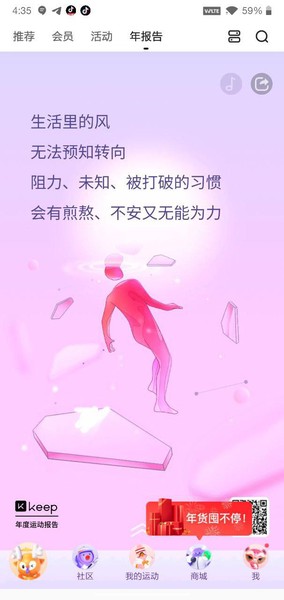 4:35
VoLTE
59%
推荐 会员 活动 年报告
生活里的风
无法预知转向
阻力、未知、被打破的习惯
会有煎熬、不安又无能为力
keep
年度运动报告
年货囤不停!
社区 我的运动 商城 我